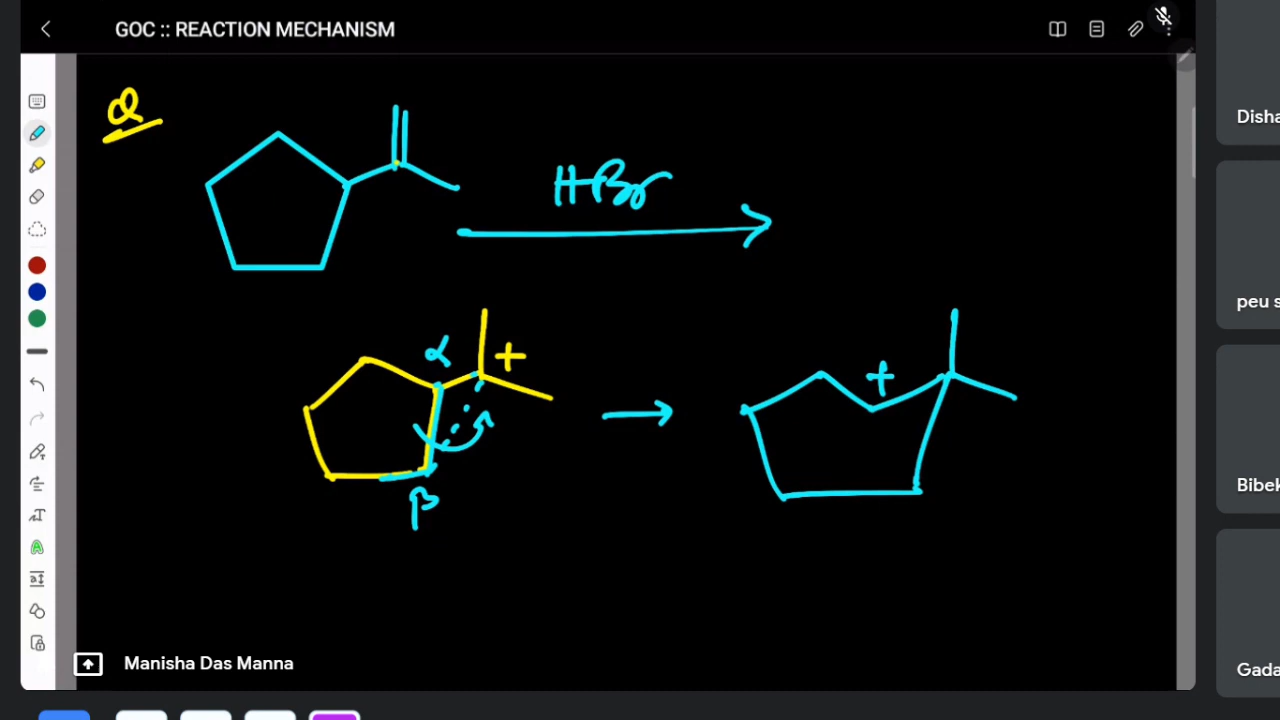 GOC :: REACTION MECHANISM
Q
HBr
Disha
α
+
+
peu s
β
Bibek
Manisha Das Manna
Gada